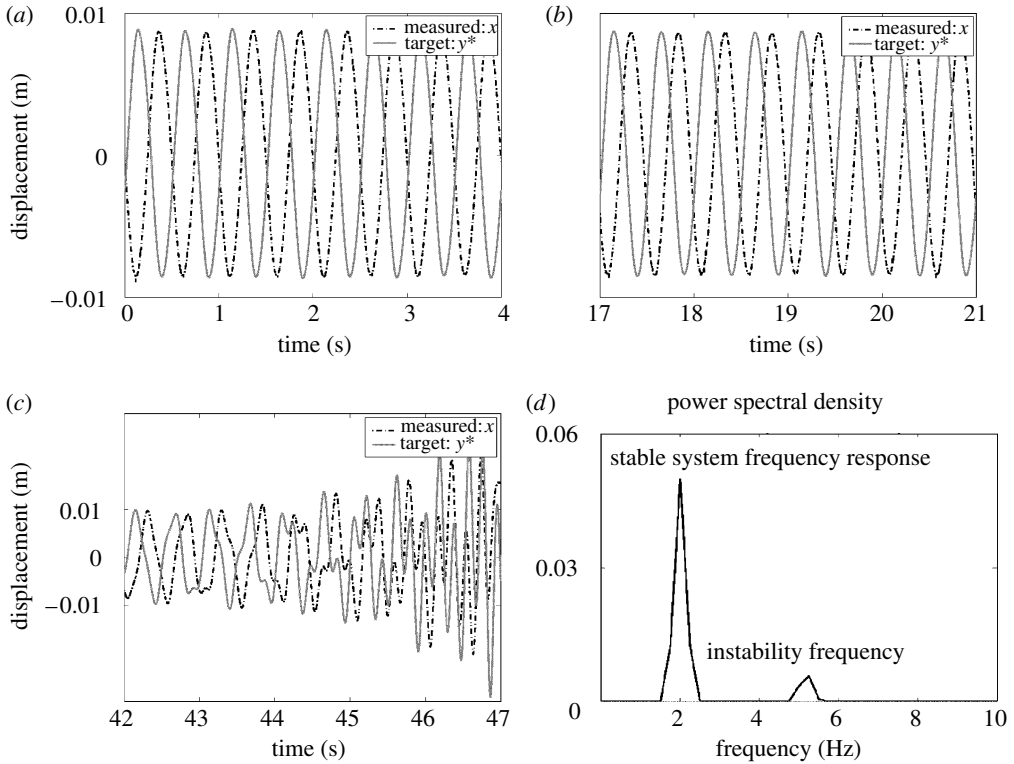 (a)
0.01
measured: x
target: y*
displacement (m)
0
−0.01
0 1 2 3 4
time (s)
(b)
measured: x
target: y*
17 18 19 20 21
time (s)
(c)
measured: x
target: y*
displacement (m)
0.01
0
−0.01
42 43 44 45 46 47
time (s)
(d)
power spectral density
0.06
stable system frequency response
0.03
instability frequency
0
2 4 6 8 10
frequency (Hz)